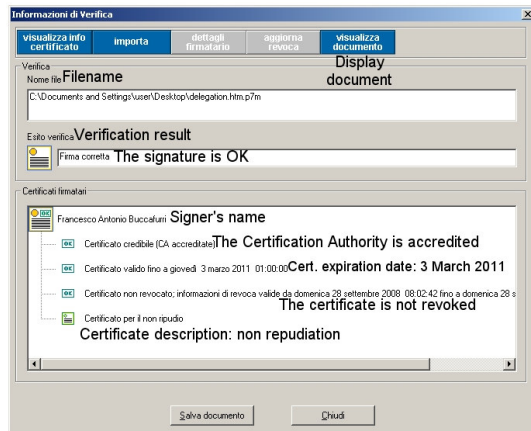 Informazioni di Verifica
visualizza info certificato
importa
dettagli firmatario
aggiorna revoca
visualizza documento
Display document
Verifica
Nome file Filename
C:\Documents and Settings\user\Desktop\delegation.htm.p7m
Esito verifica Verification result
Firma corretta The signature is OK
Certificati firmatari
Francesco Antonio Buccafurri Signer's name
Certificato credibile (CA accreditate) The Certification Authority is accredited
Certificato valido fino a giovedì 3 marzo 2011 01:00:00 Cert. expiration date: 3 March 2011
Certificato non revocato; informazioni di revoca valide da domenica 28 settembre 2008 08:02:42 fino a domenica 28 s
The certificate is not revoked
Certificato per il non ripudio
Certificate description: non repudiation
Salva documento
Chiudi